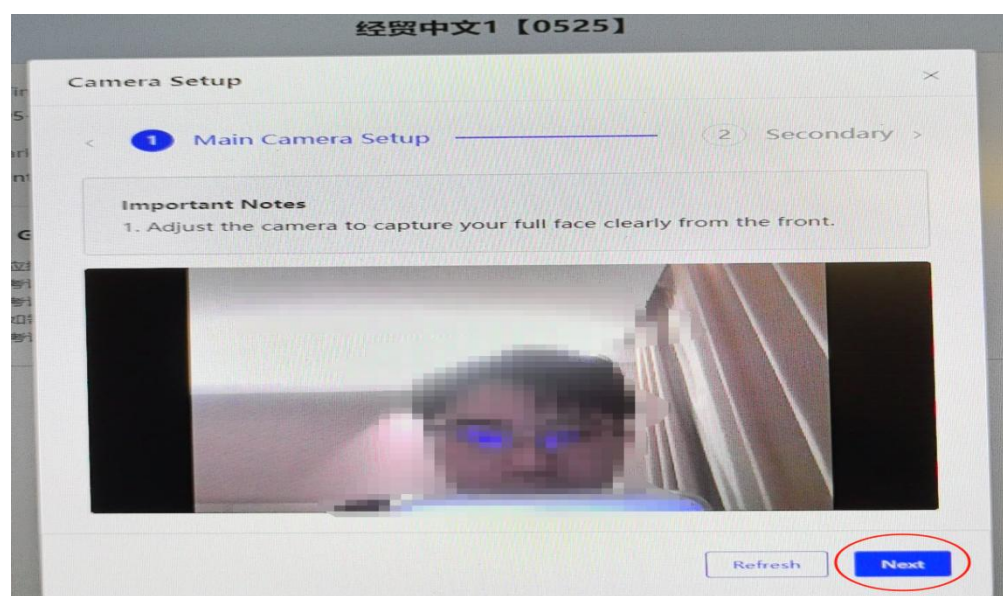 经贸中文1【0525】
Camera Setup
1 Main Camera Setup
2 Secondary
Important Notes
1. Adjust the camera to capture your full face clearly from the front.
Refresh
Next